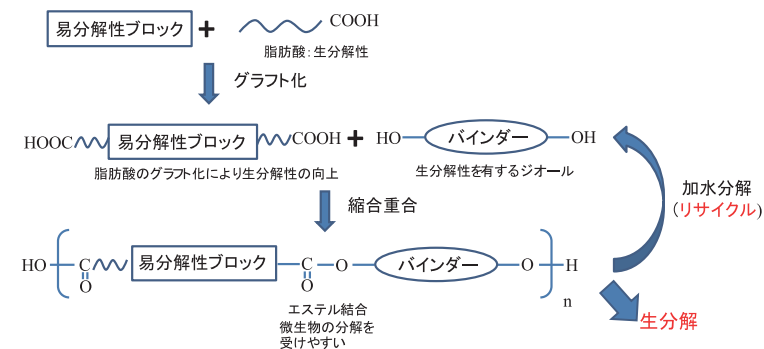 易分解性ブロック + COOH
脂肪酸:生分解性
グラフト化
HOOC 易分解性ブロック COOH + HO バインダー OH
脂肪酸のグラフト化により生分解性の向上
生分解性を有するジオール
縮合重合
加水分解
(リサイクル)
HO C 易分解性ブロック C O バインダー O H
O O
n
エステル結合
微生物の分解を
受けやすい
生分解